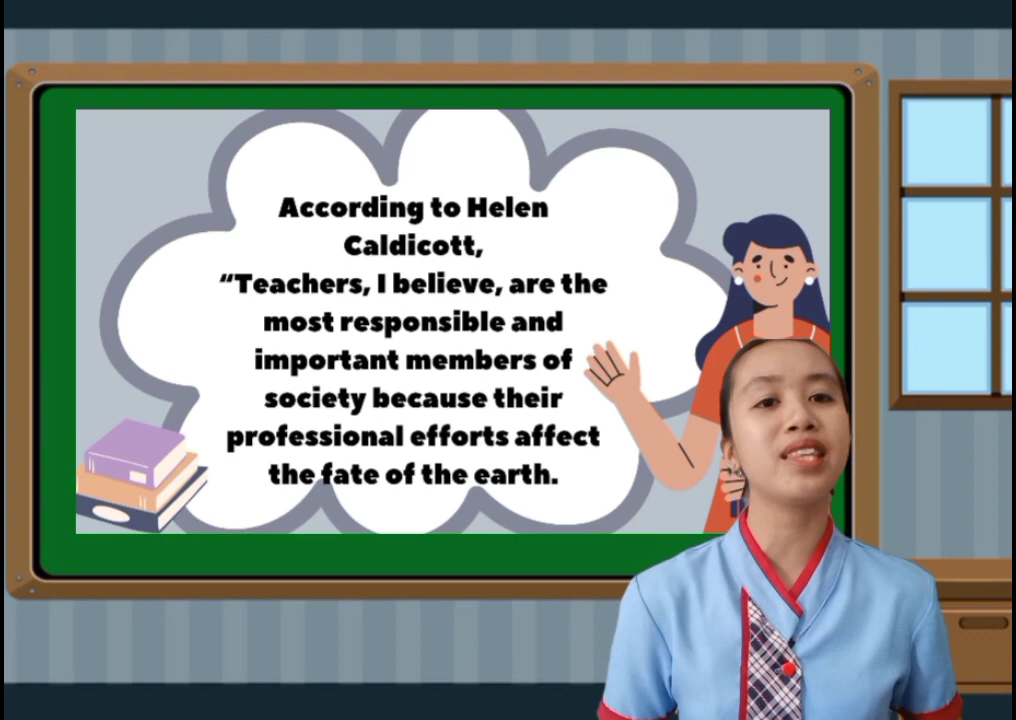 According to Helen
Caldicott,
“Teachers, I believe, are the
most responsible and
important members of
society because their
professional efforts affect
the fate of the earth.